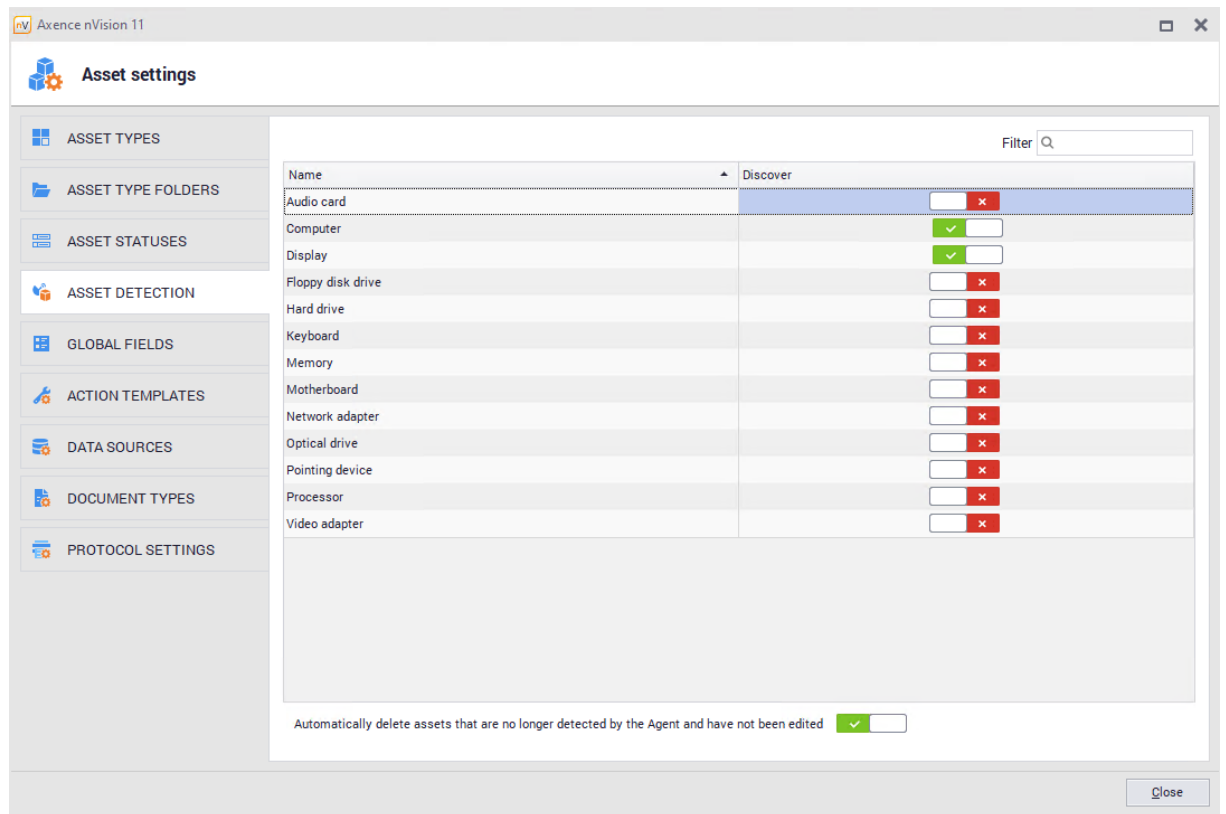 nV Axence nVision 11
Asset settings
ASSET TYPES
ASSET TYPE FOLDERS
ASSET STATUSES
ASSET DETECTION
GLOBAL FIELDS
ACTION TEMPLATES
DATA SOURCES
DOCUMENT TYPES
PROTOCOL SETTINGS
Filter
Name Discover
Audio card
Computer
Display
Floppy disk drive
Hard drive
Keyboard
Memory
Motherboard
Network adapter
Optical drive
Pointing device
Processor
Video adapter
Automatically delete assets that are no longer detected by the Agent and have not been edited
Close